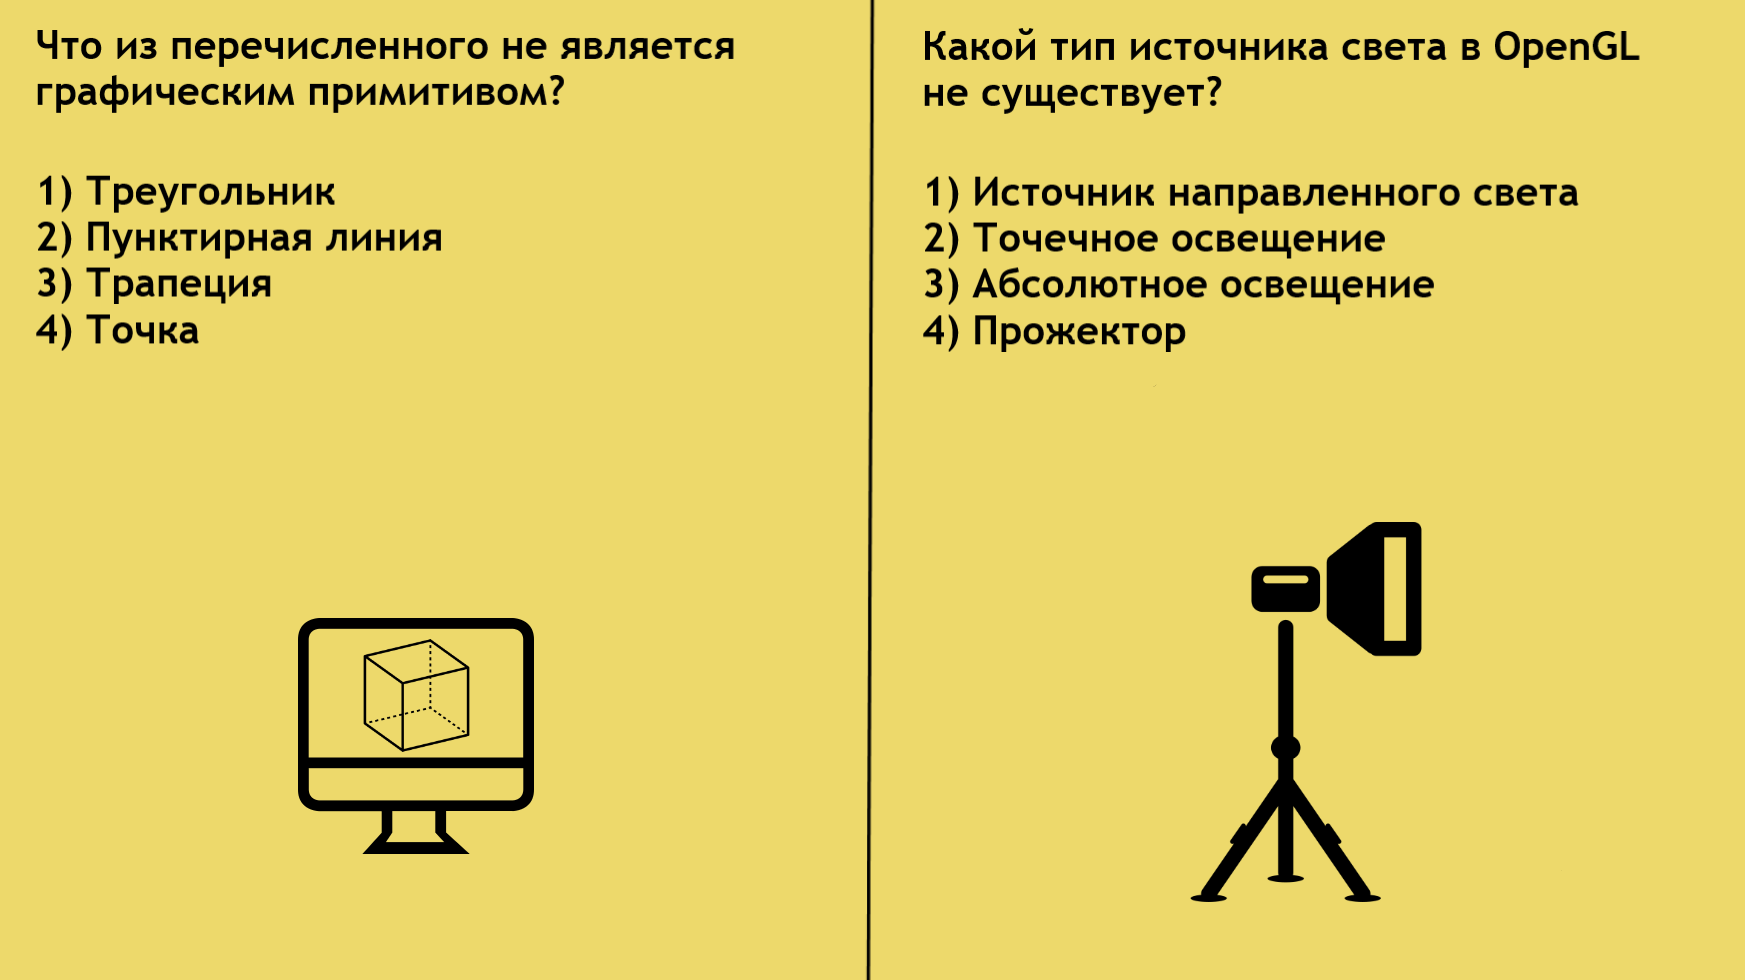 Что из перечисленного не является
графическим примитивом?
1) Треугольник
2) Пунктирная линия
3) Трапеция
4) Точка
Какой тип источника света в OpenGL
не существует?
1) Источник направленного света
2) Точечное освещение
3) Абсолютное освещение
4) Прожектор